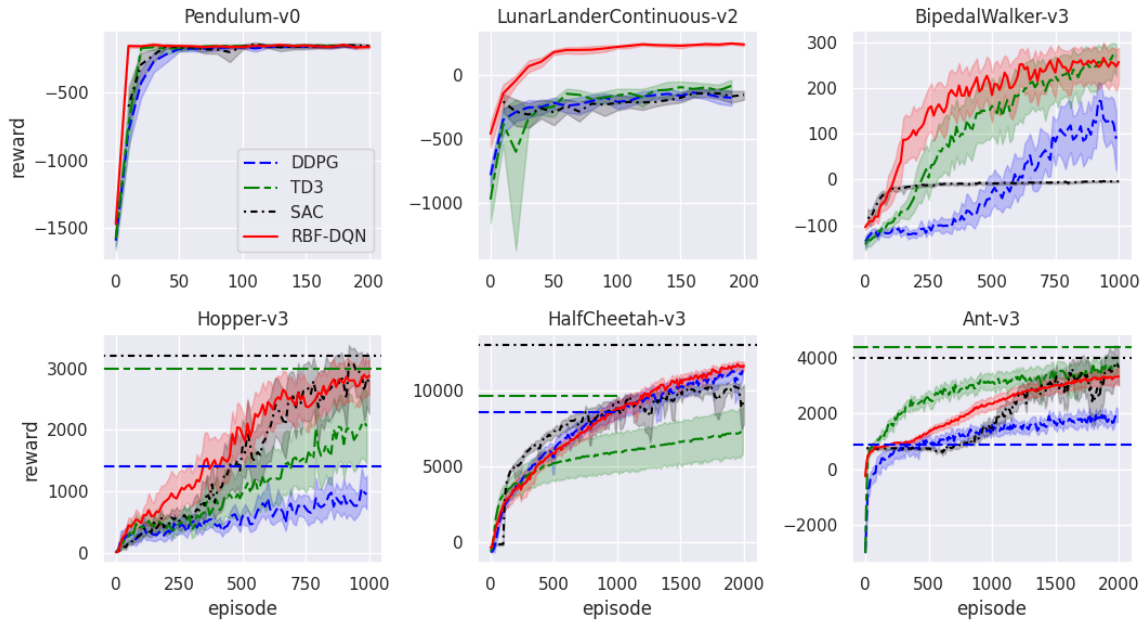 Pendulum-v0
reward
−500
−1000
−1500
0 50 100 150 200
DDPG
TD3
SAC
RBF-DQN
LunarLanderContinuous-v2
0
−500
−1000
0 50 100 150 200
BipedalWalker-v3
300
200
100
0
−100
0 250 500 750 1000
Hopper-v3
reward
3000
2000
1000
0
0 250 500 750 1000
episode
HalfCheetah-v3
10000
5000
0
0 500 1000 1500 2000
episode
Ant-v3
4000
2000
0
−2000
0 500 1000 1500 2000
episode